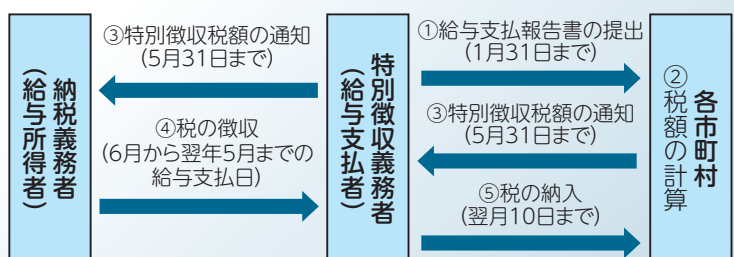 納税義務者
(給与所得者)
③特別徴収税額の通知
(5月31日まで)
④税の徴収
(6月から翌年5月までの
給与支払日)
特別徴収義務者
(給与支払者)
①給与支払報告書の提出
(1月31日まで)
③特別徴収税額の通知
(5月31日まで)
⑤税の納入
(翌月10日まで)
各市町村
②税額の計算